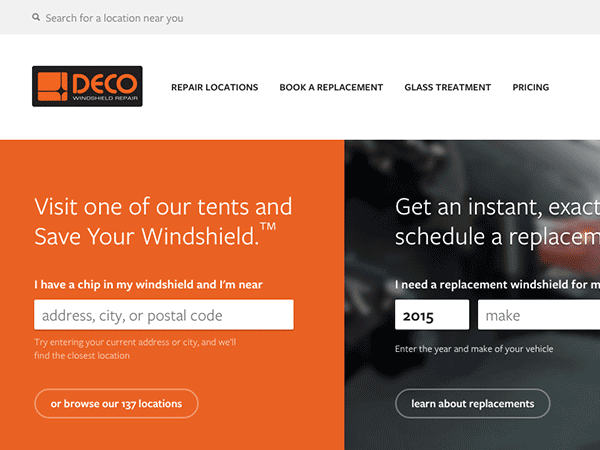 Search for a location near you
DECO
WINDSHIELD REPAIR
REPAIR LOCATIONS BOOK A REPLACEMENT GLASS TREATMENT PRICING
Visit one of our tents and
Save Your Windshield.™
I have a chip in my windshield and I'm near
address, city, or postal code
Try entering your current address or city, and we'll
find the closest location
or browse our 137 locations
Get an instant, exact
schedule a replacem
I need a replacement windshield for m
2015 make
Enter the year and make of your vehicle
learn about replacements